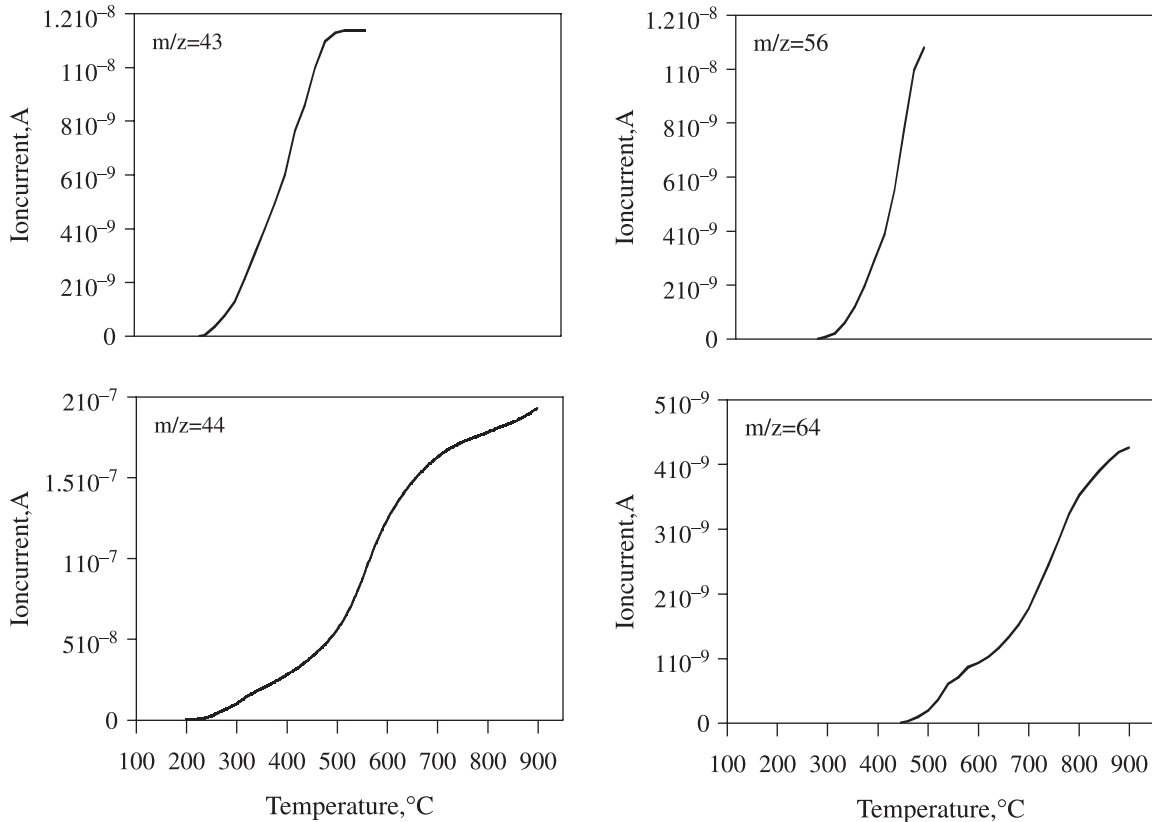 m/z=43
1.210⁻⁸
110⁻⁸
810⁻⁹
610⁻⁹
410⁻⁹
210⁻⁹
0
Ioncurrent,A
m/z=56
1.210⁻⁸
110⁻⁸
810⁻⁹
610⁻⁹
410⁻⁹
210⁻⁹
0
Ioncurrent,A
m/z=44
210⁻⁷
1.510⁻⁷
110⁻⁷
510⁻⁸
0
Ioncurrent,A
100 200 300 400 500 600 700 800 900
Temperature,°C
m/z=64
510⁻⁹
410⁻⁹
310⁻⁹
210⁻⁹
110⁻⁹
0
Ioncurrent,A
100 200 300 400 500 600 700 800 900
Temperature,°C